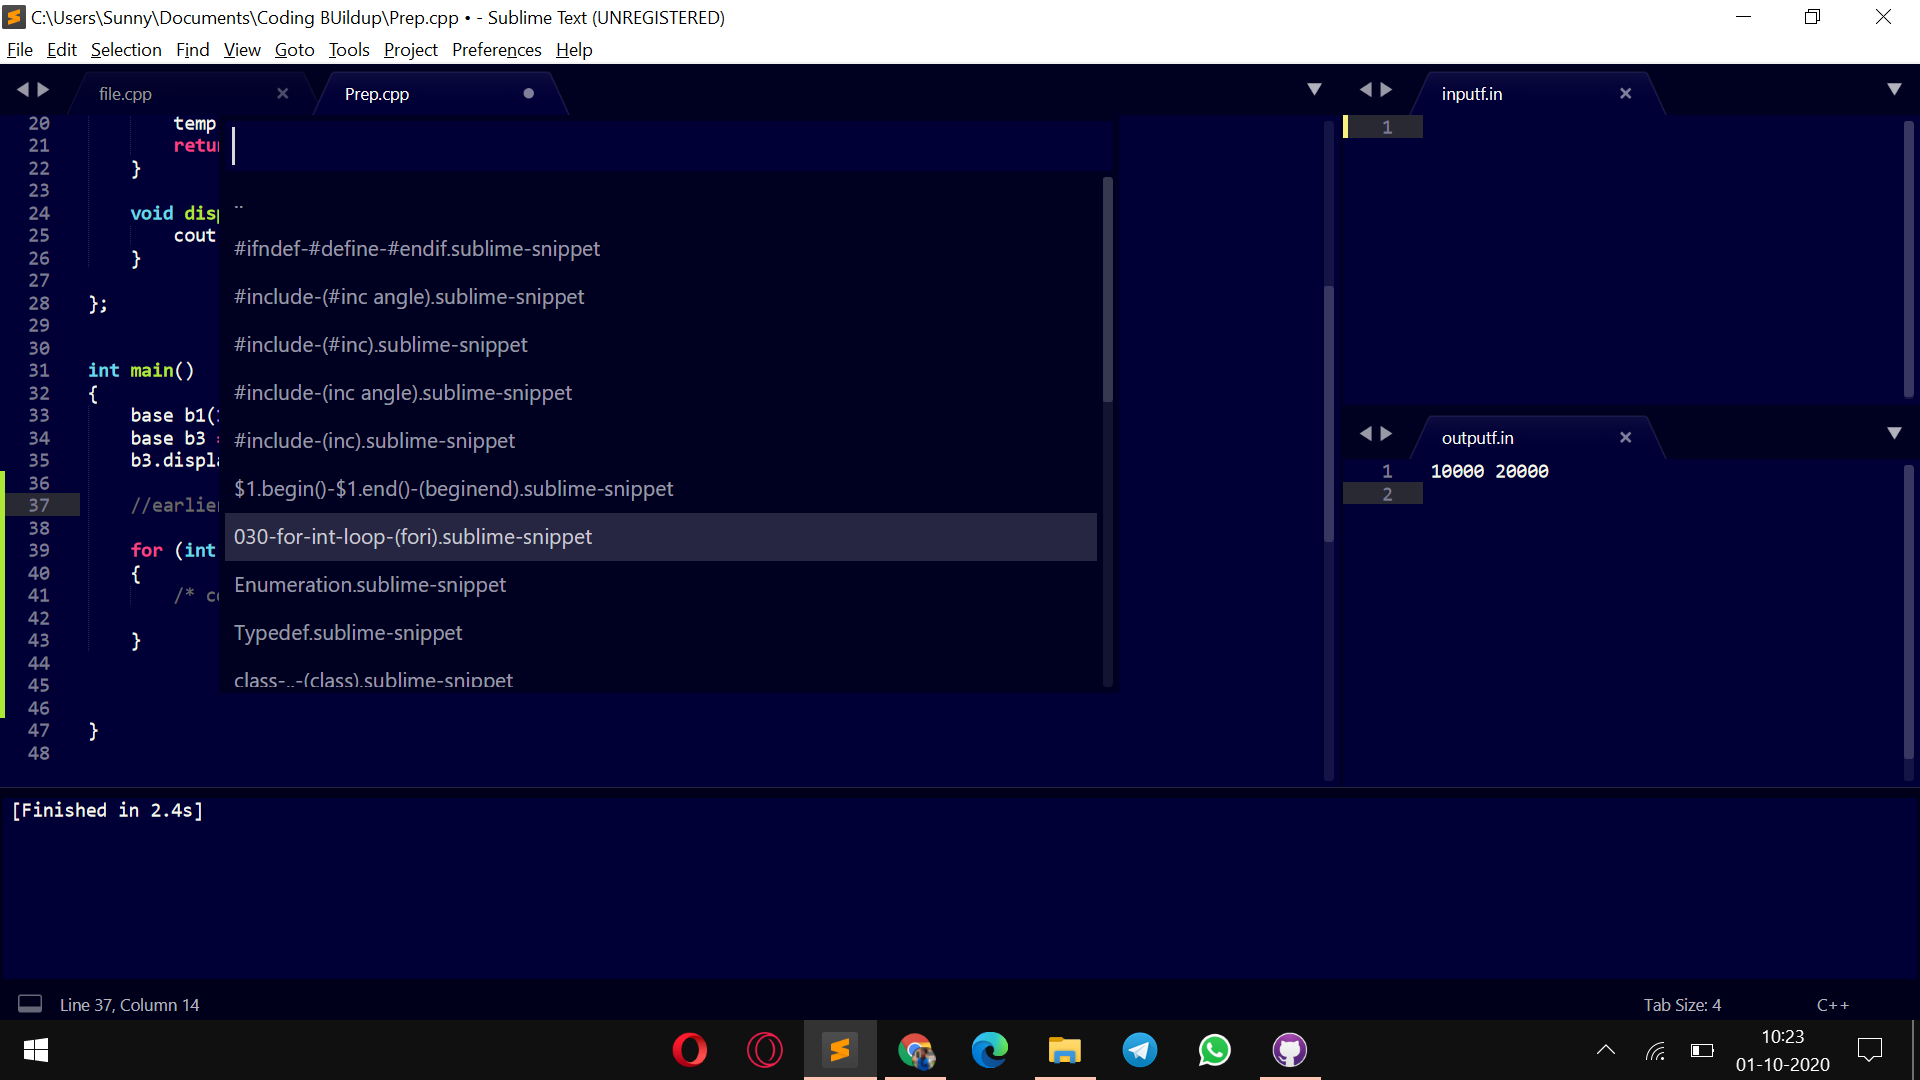 C:\Users\Sunny\Documents\Coding BUildup\Prep.cpp • - Sublime Text (UNREGISTERED)
File Edit Selection Find View Goto Tools Project Preferences Help
file.cpp
Prep.cpp
20 temp
21
22 }
23
24 void
25 cout
26 }
27
28 };
29
30
31 int main()
32 {
33 base b1(
34 base b3
35
36
37
38
39 for (int
40 {
41 /*
42
43 }
44
45
46
47 }
48
..
#ifndef-#define-#endif.sublime-snippet
#include-(#inc angle).sublime-snippet
#include-(#inc).sublime-snippet
#include-(inc angle).sublime-snippet
#include-(inc).sublime-snippet
$1.begin()-$1.end()-(beginend).sublime-snippet
030-for-int-loop-(fori).sublime-snippet
Enumeration.sublime-snippet
Typedef.sublime-snippet
class-..-(class).sublime-snippet
inputf.in
1
outputf.in
1 10000 20000
2
[Finished in 2.4s]
Line 37, Column 14
Tab Size: 4
C++
10:23
01-10-2020